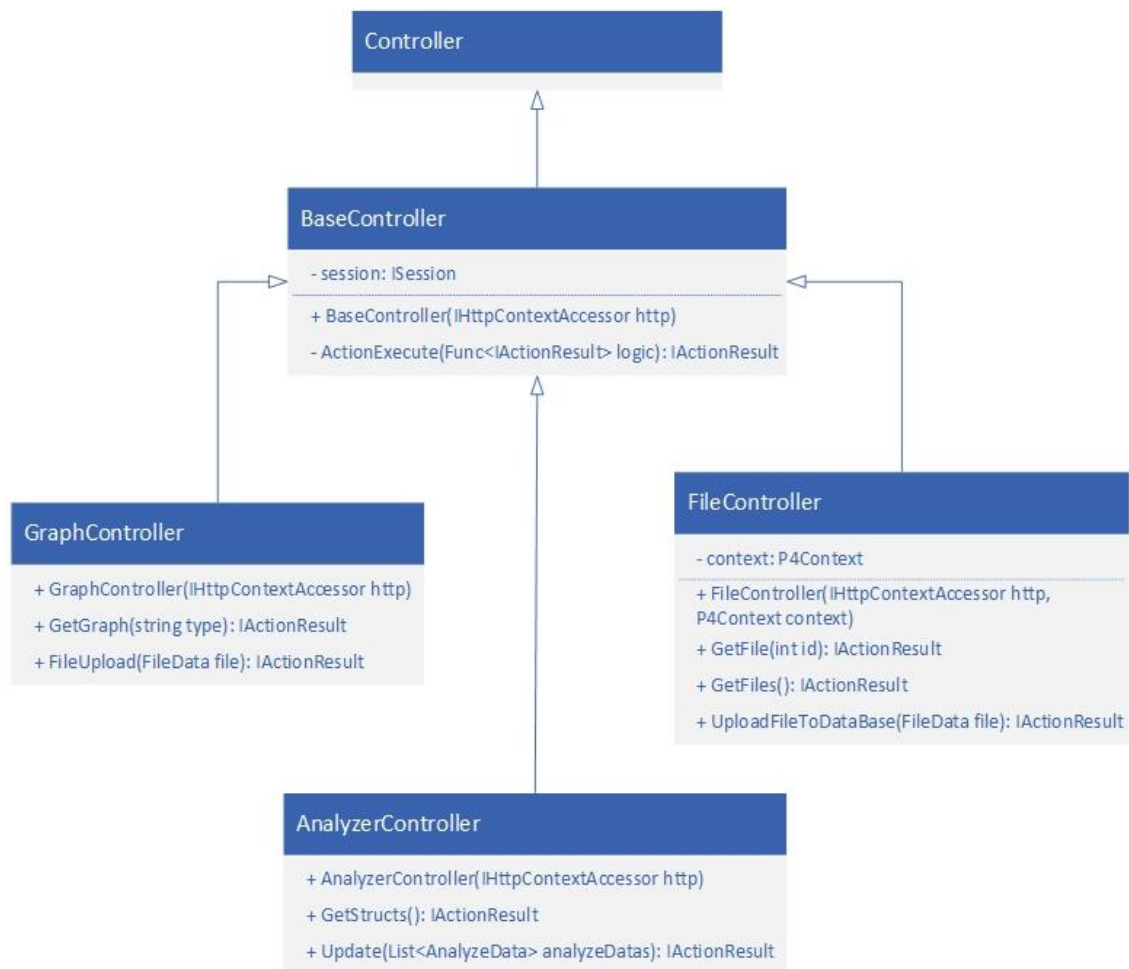 Controller
BaseController
- session: ISession
+ BaseController(IHttpContextAccessor http)
- ActionExecute(Func<IActionResult> logic): IActionResult
GraphController
+ GraphController(IHttpContextAccessor http)
+ GetGraph(string type): IActionResult
+ FileUpload(FileData file): IActionResult
FileController
- context: P4Context
+ FileController(IHttpContextAccessor http,
P4Context context)
+ GetFile(int id): IActionResult
+ GetFiles(): IActionResult
+ UploadFileToDataBase(FileData file): IActionResult
AnalyzerController
+ AnalyzerController(IHttpContextAccessor http)
+ GetStructs(): IActionResult
+ Update(List<AnalyzeData> analyzeDatas): IActionResult